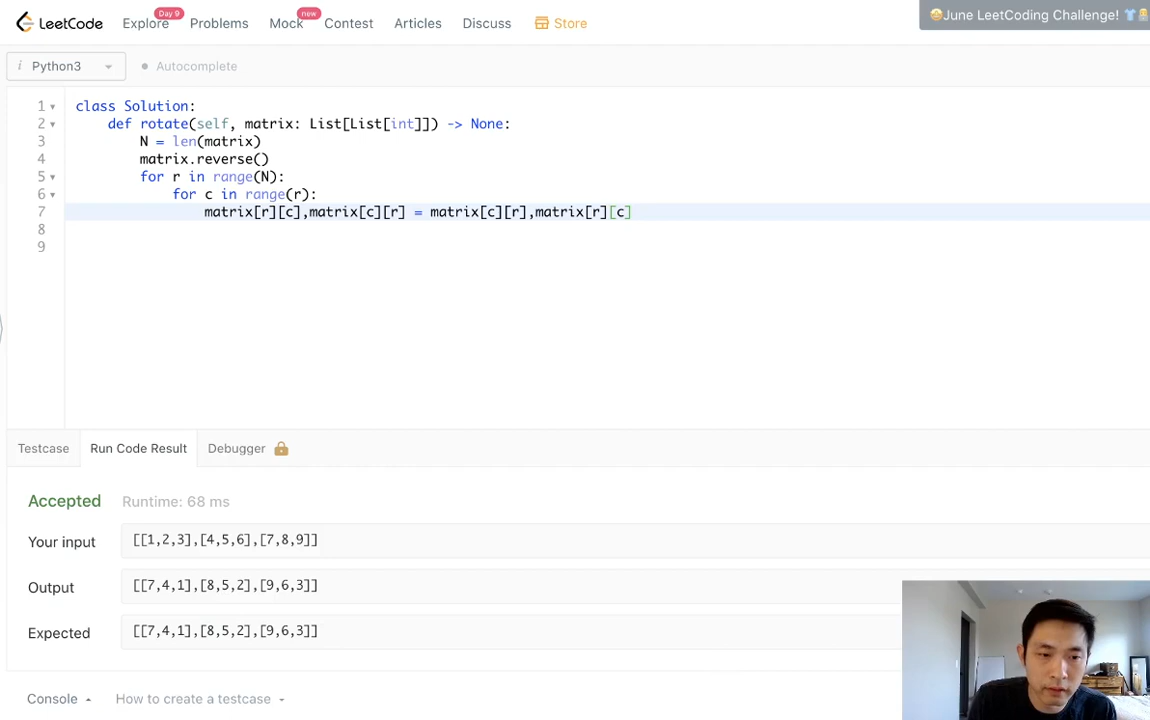 LeetCode
Day 9
Explore
Problems
new
Mock
Contest
Articles
Discuss
Store
June LeetCoding Challenge!
i Python3
Autocomplete
1 class Solution:
2 def rotate(self, matrix: List[List[int]]) -> None:
3 N = len(matrix)
4 matrix.reverse()
5 for r in range(N):
6 for c in range(r):
7 matrix[r][c],matrix[c][r] = matrix[c][r],matrix[r][c]
8
9
Testcase
Run Code Result
Debugger
Accepted Runtime: 68 ms
Your input [[1,2,3],[4,5,6],[7,8,9]]
Output [[7,4,1],[8,5,2],[9,6,3]]
Expected [[7,4,1],[8,5,2],[9,6,3]]
Console
How to create a testcase